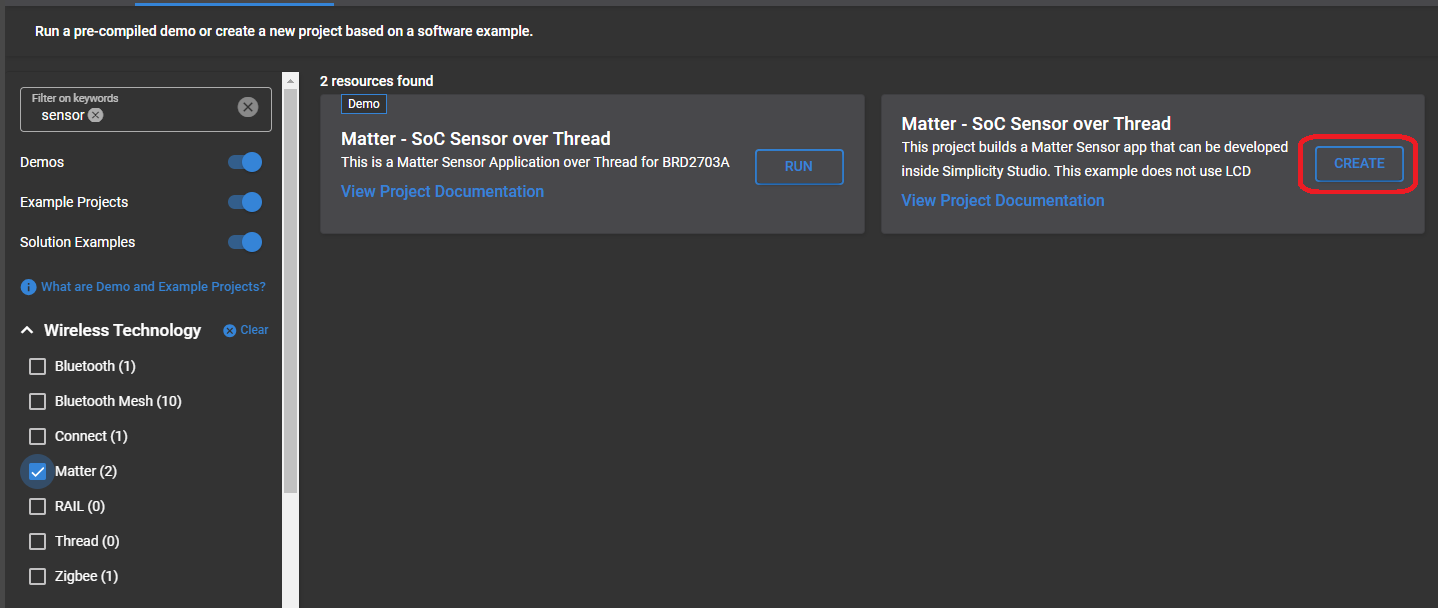 Run a pre-compiled demo or create a new project based on a software example.
Filter on keywords
sensor
Demos
Example Projects
Solution Examples
What are Demo and Example Projects?
Wireless Technology
Clear
Bluetooth (1)
Bluetooth Mesh (10)
Connect (1)
Matter (2)
RAIL (0)
Thread (0)
Zigbee (1)
2 resources found
Demo
Matter - SoC Sensor over Thread
This is a Matter Sensor Application over Thread for BRD2703A
View Project Documentation
RUN
Matter - SoC Sensor over Thread
This project builds a Matter Sensor app that can be developed
inside Simplicity Studio. This example does not use LCD
View Project Documentation
CREATE